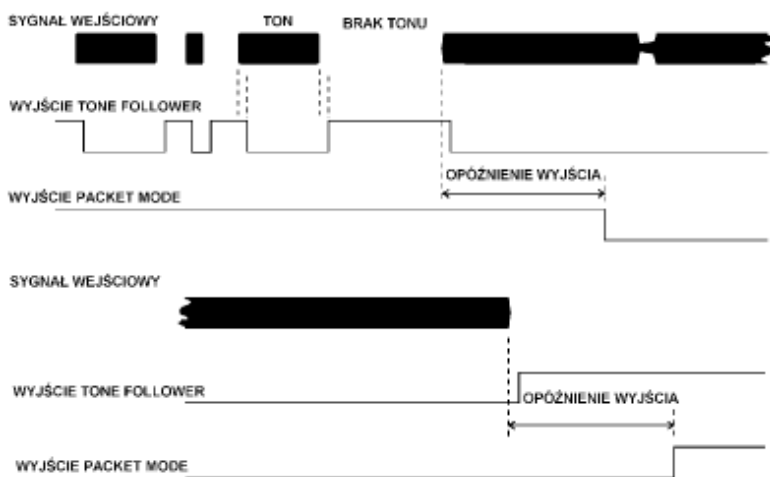 SYGNAŁ WEJŚCIOWY
TON
BRAK TONU
WYJŚCIE TONE FOLLOWER
OPÓŹNIENIE WYJŚCIA
WYJŚCIE PACKET MODE
SYGNAŁ WEJŚCIOWY
WYJŚCIE TONE FOLLOWER
OPÓŹNIENIE WYJŚCIA
WYJŚCIE PACKET MODE